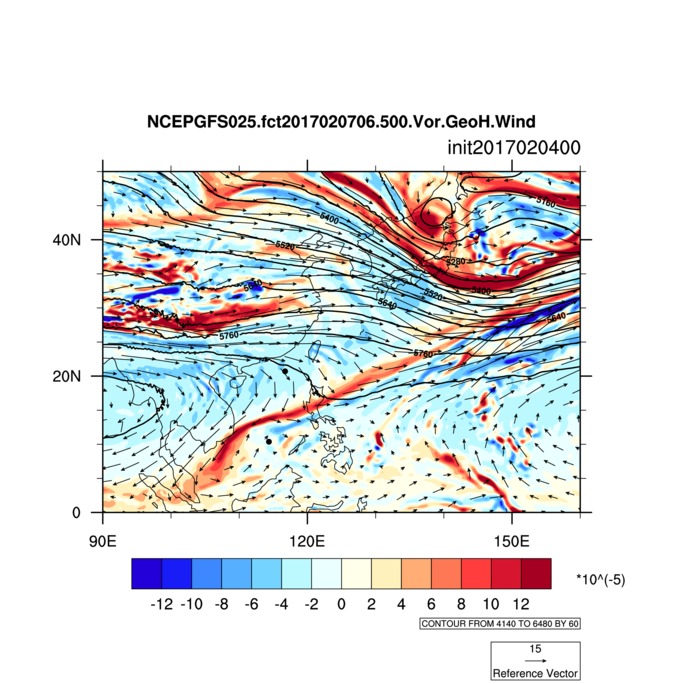 NCEPGFS025.fct2017020706.500.Vor.GeoH.Wind
init2017020400
5160
5400
40N
5520
5280
5640
5400
5520
5640
5640
5760
5760
20N
0
90E 120E 150E
-12 -10 -8 -6 -4 -2 0 2 4 6 8 10 12
*10^(-5)
CONTOUR FROM 4140 TO 6480 BY 60
15
Reference Vector